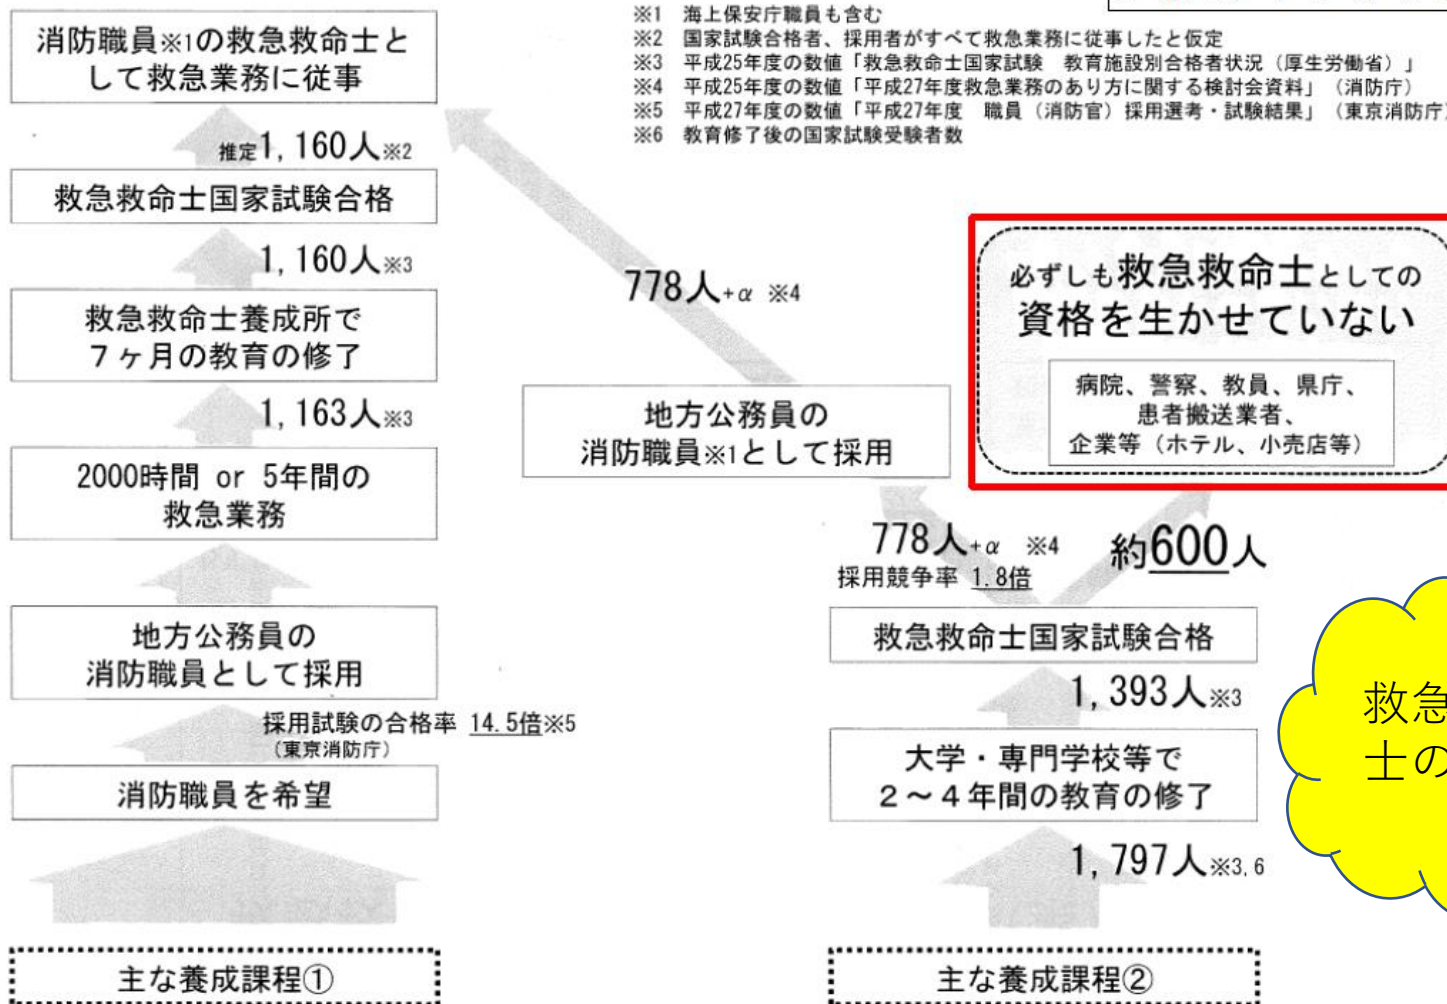 ※1 海上保安庁職員も含む
※2 国家試験合格者、採用者がすべて救急業務に従事したと仮定
※3 平成25年度の数値「救急救命士国家試験 教育施設別合格者状況（厚生労働省）」
※4 平成25年度の数値「平成27年度救急業務のあり方に関する検討会資料」（消防庁）
※5 平成27年度の数値「平成27年度 職員（消防官）採用選考・試験結果」（東京消防庁）
※6 教育修了後の国家試験受験者数
消防職員※1の救急救命士と
して救急業務に従事
推定1,160人※2
救急救命士国家試験合格
1,160人※3
救急救命士養成所で
７ヶ月の教育の修了
1,163人※3
2000時間 or 5年間の
救急業務
地方公務員の
消防職員として採用
採用試験の合格率 14.5倍※5
（東京消防庁）
消防職員を希望
主な養成課程①
778人+α ※4
地方公務員の
消防職員※1として採用
必ずしも救急救命士としての
資格を生かせていない
病院、警察、教員、県庁、
患者搬送業者、
企業等（ホテル、小売店等）
778人+α ※4
採用競争率 1.8倍
約600人
救急救命士国家試験合格
1,393人※3
大学・専門学校等で
２～４年間の教育の修了
1,797人※3,6
主な養成課程②
救急
士の